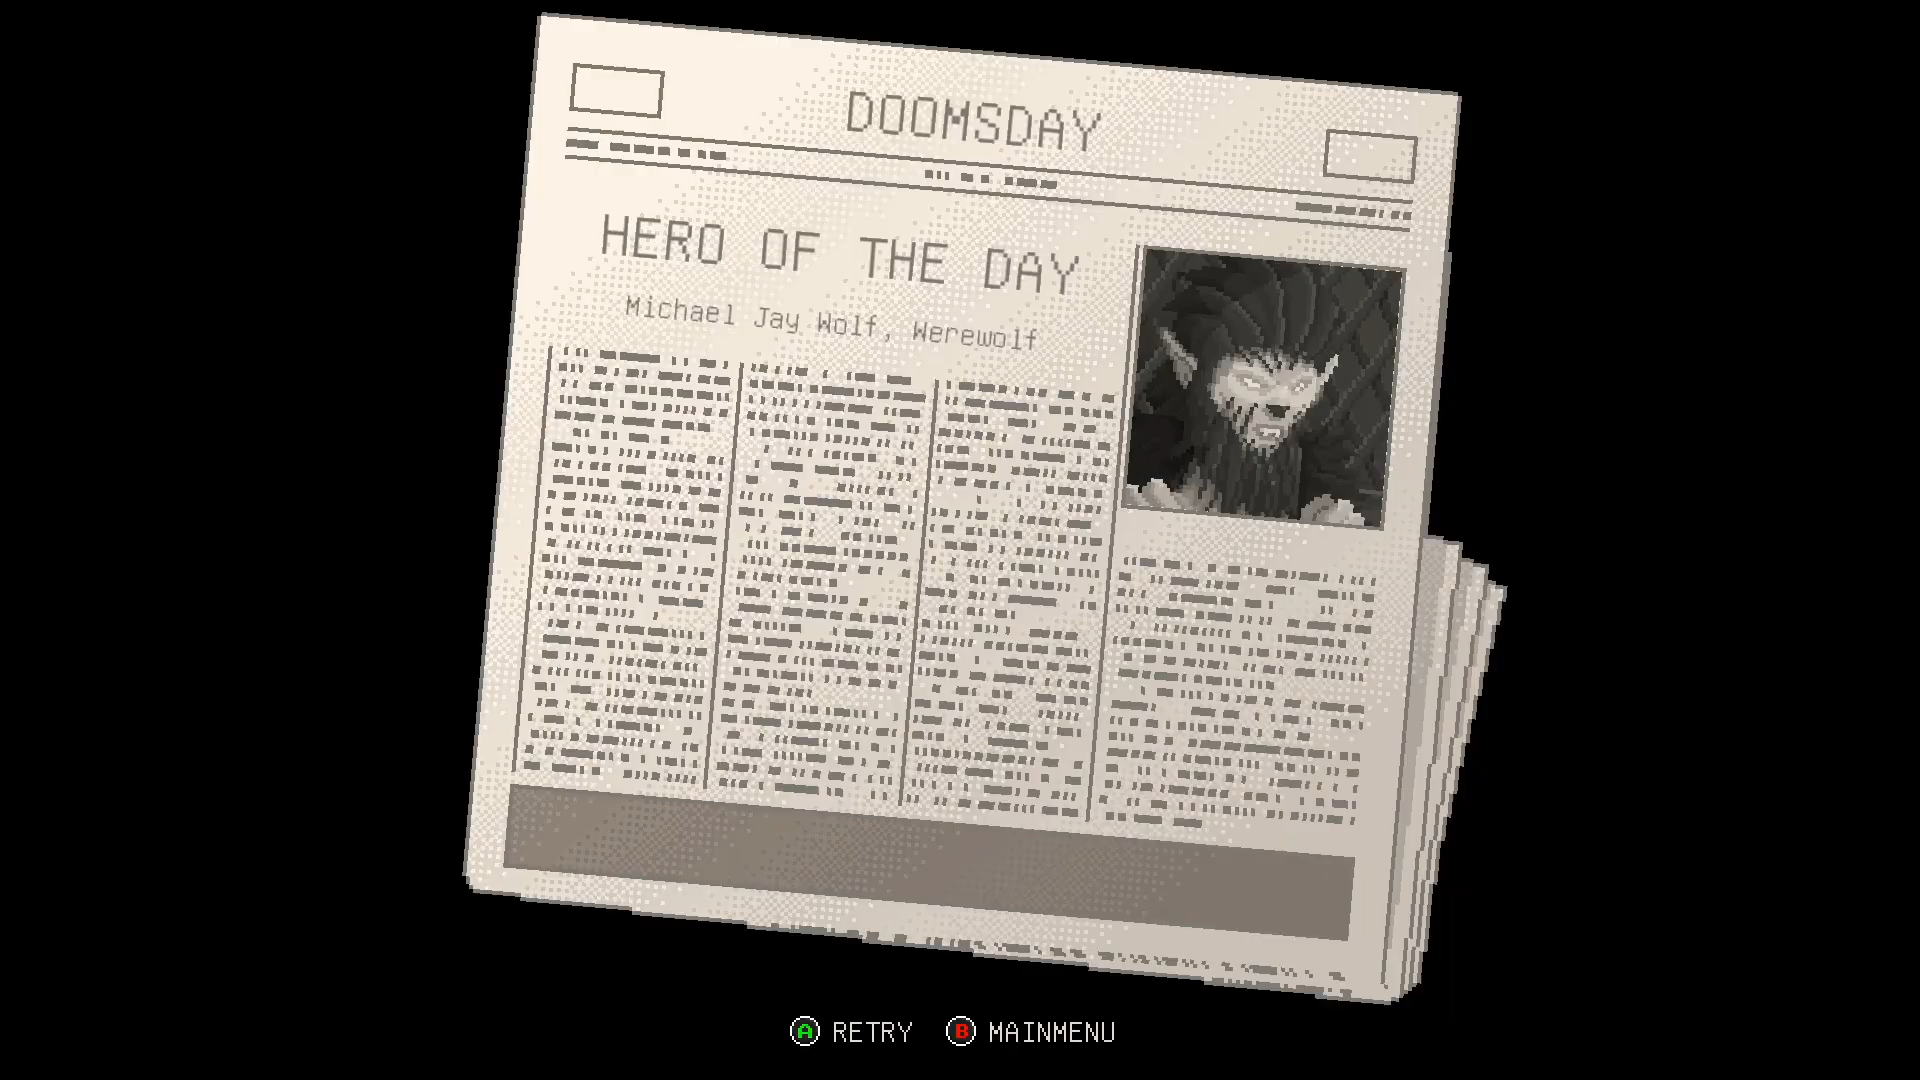 DOOMSDAY
HERO OF THE DAY
Michael Jay Wolf, Werewolf
A RETRY B MAINMENU